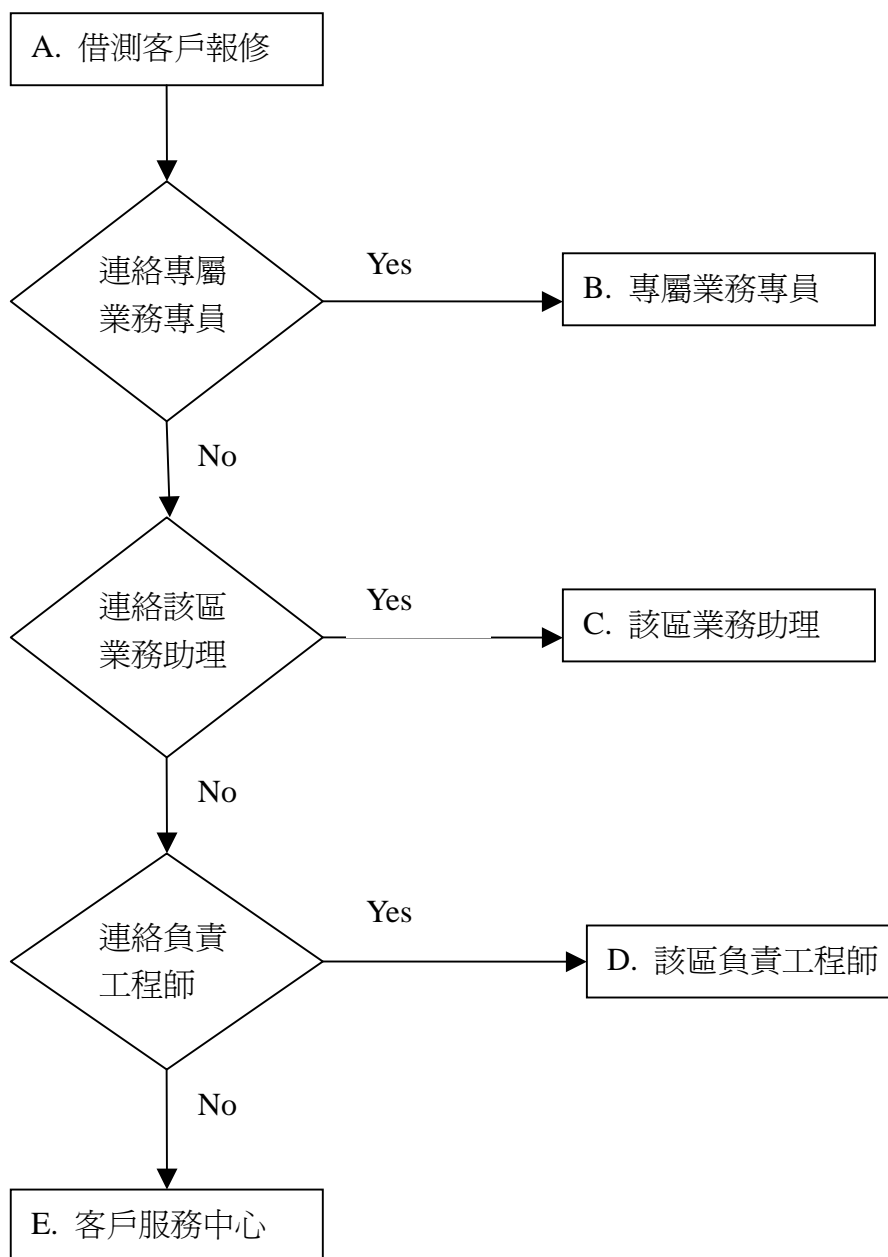 A. 借測客戶報修
連絡專屬
業務專員
Yes
B. 專屬業務專員
No
連絡該區
業務助理
Yes
C. 該區業務助理
No
連絡負責
工程師
Yes
D. 該區負責工程師
No
E. 客戶服務中心